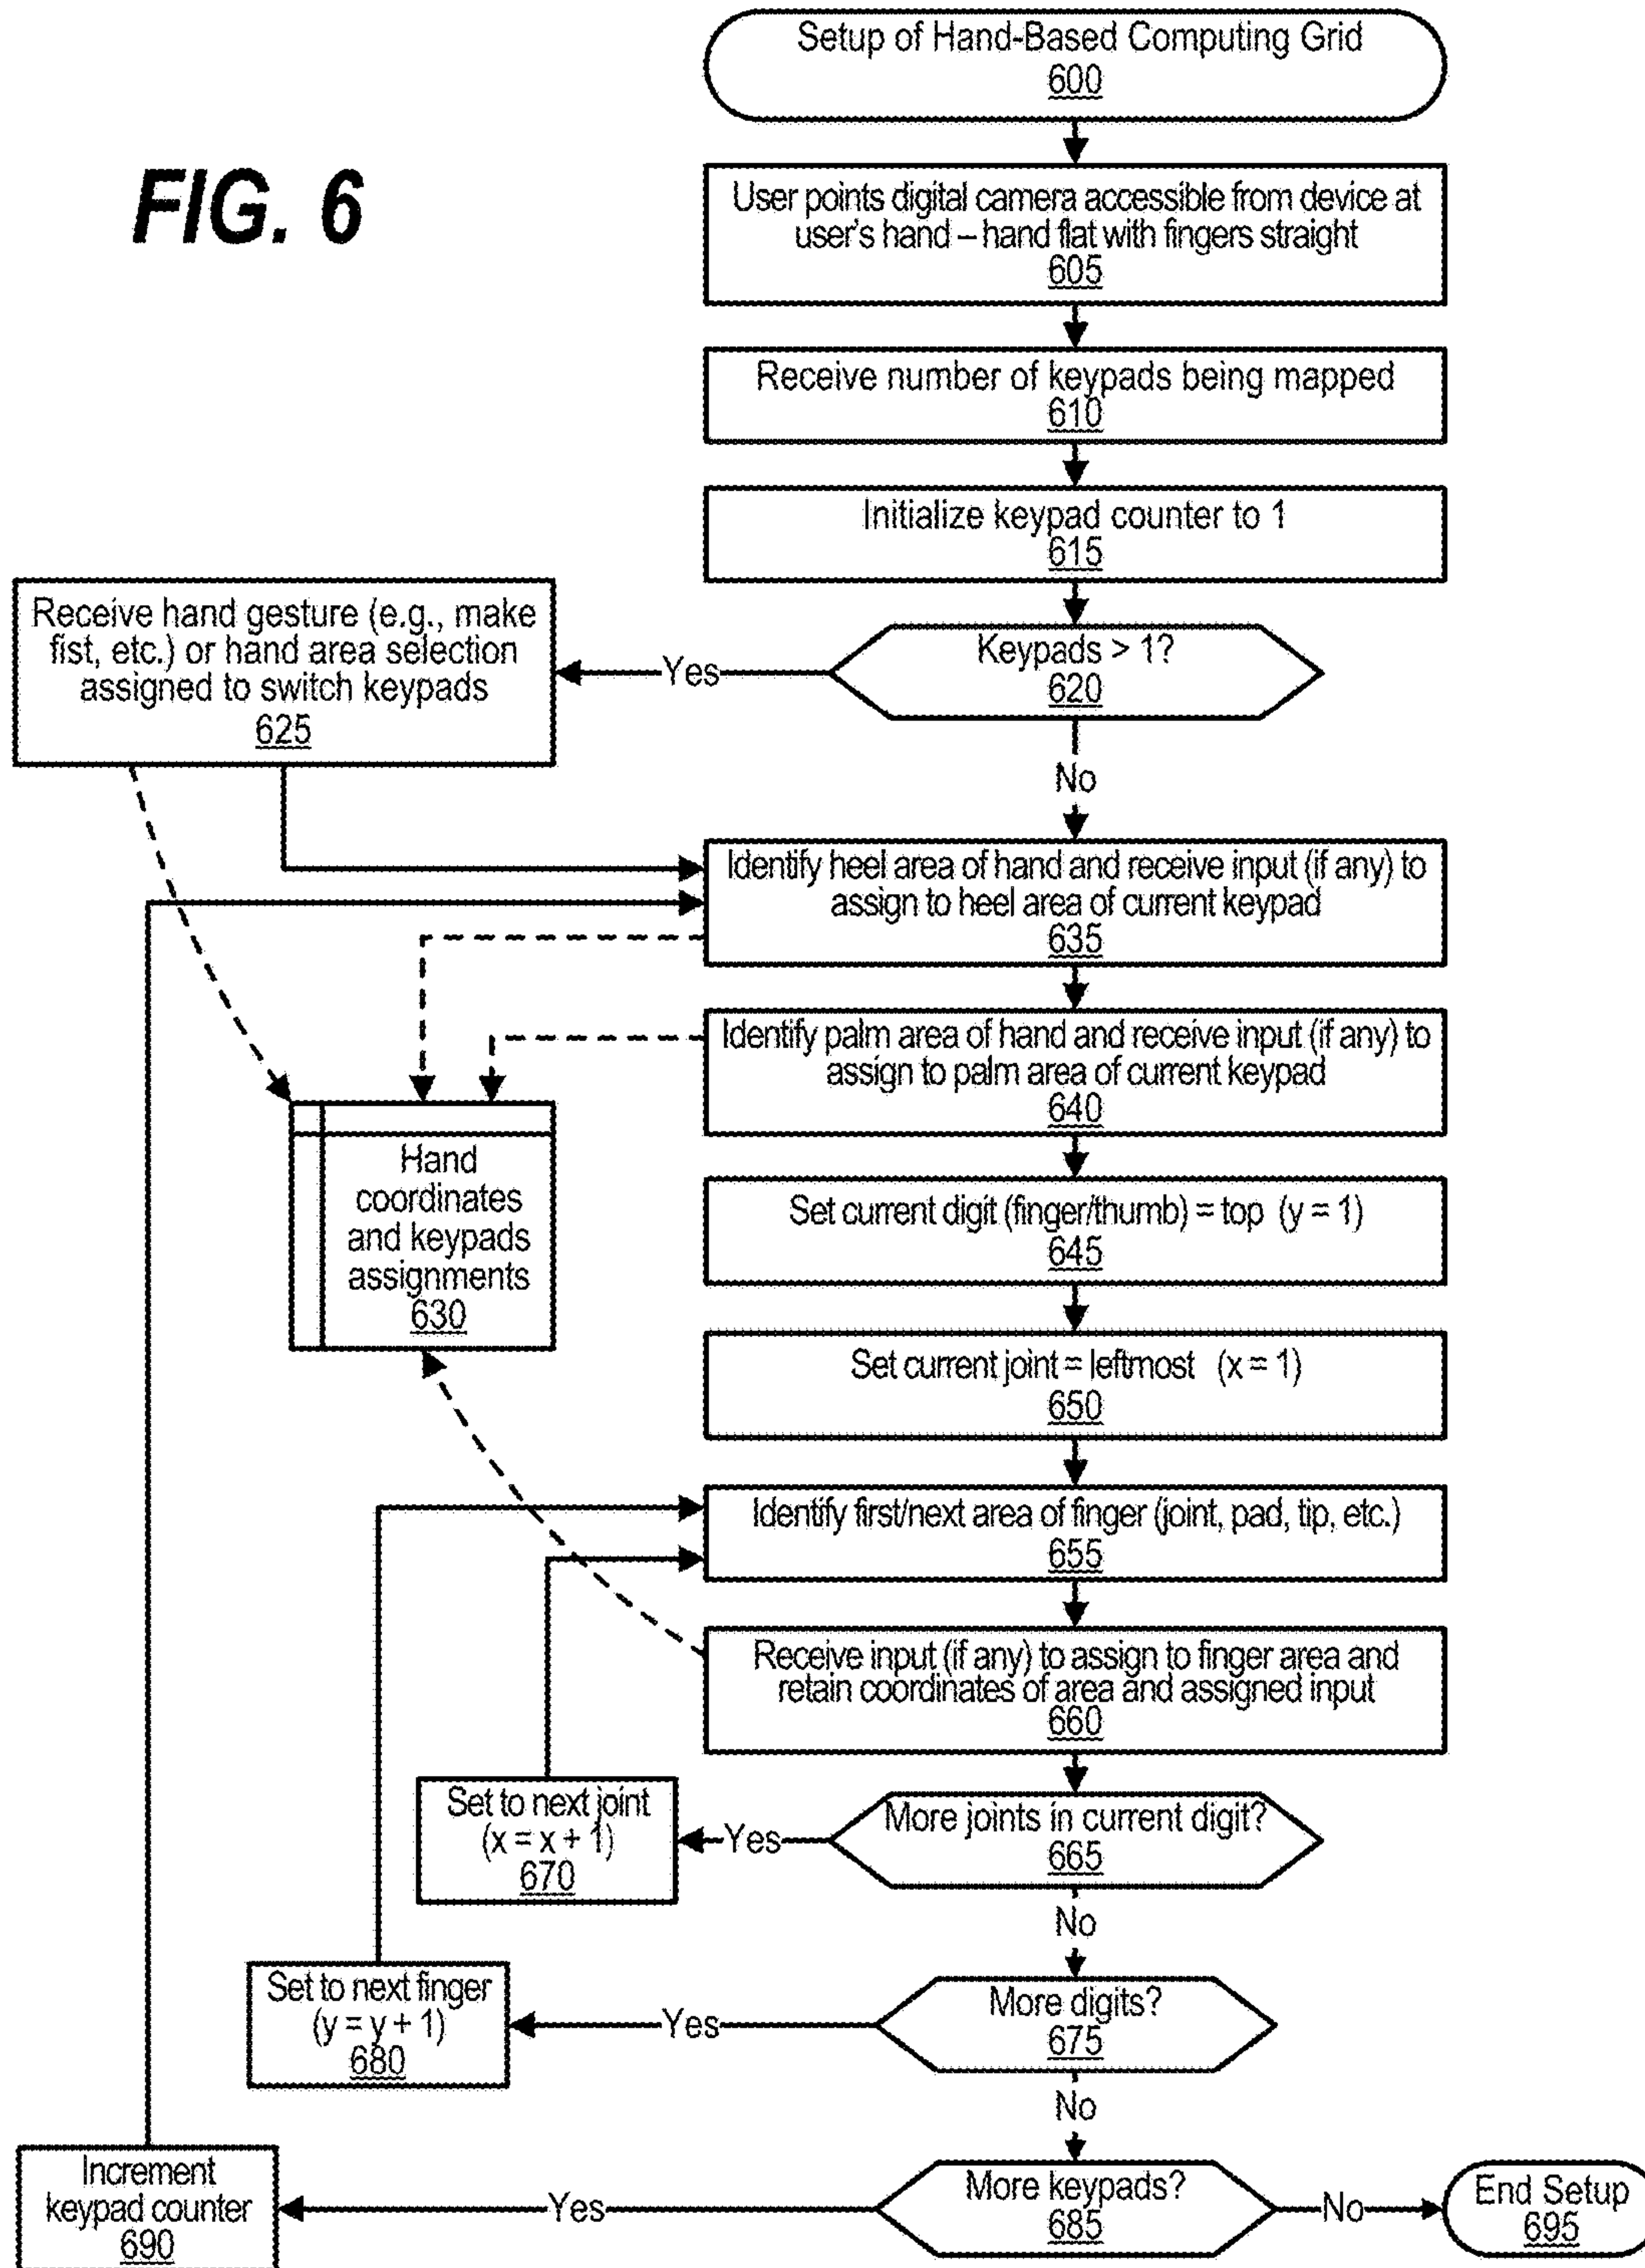 FIG. 6
Setup of Hand-Based Computing Grid
600
User points digital camera accessible from device at
user's hand – hand flat with fingers straight
605
Receive number of keypads being mapped
610
Initialize keypad counter to 1
615
Keypads > 1?
620
Yes
No
Receive hand gesture (e.g., make
fist, etc.) or hand area selection
assigned to switch keypads
625
Identify heel area of hand and receive input (if any) to
assign to heel area of current keypad
635
Identify palm area of hand and receive input (if any) to
assign to palm area of current keypad
640
Hand
coordinates
and keypads
assignments
630
Set current digit (finger/thumb) = top (y = 1)
645
Set current joint = leftmost (x = 1)
650
Identify first/next area of finger (joint, pad, tip, etc.)
655
Receive input (if any) to assign to finger area and
retain coordinates of area and assigned input
660
More joints in current digit?
665
Yes
Set to next joint
(x = x + 1)
670
No
More digits?
675
Yes
Set to next finger
(y = y + 1)
680
No
More keypads?
685
Yes
Increment
keypad counter
690
No
End Setup
695